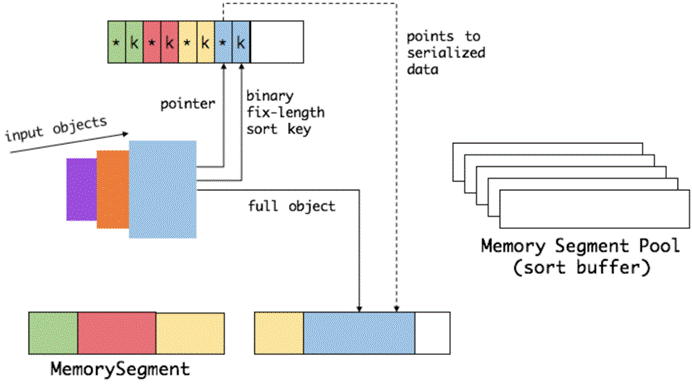 * k * k * k * k
points to
serialized
data
pointer
binary
fix-length
sort key
input objects
full object
Memory Segment Pool
(sort buffer)
MemorySegment